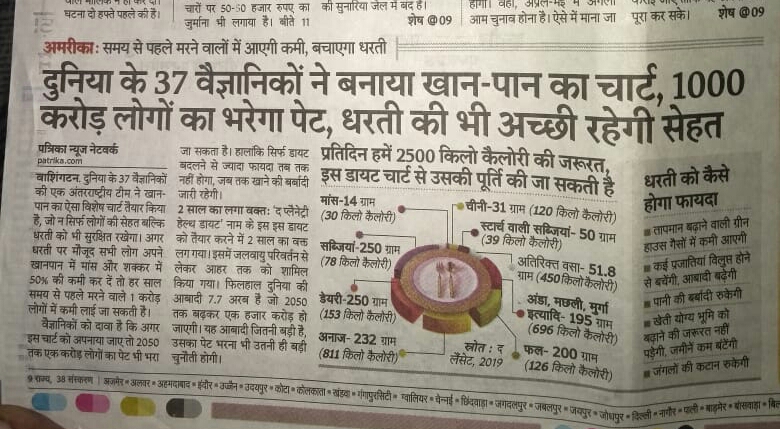 घटना दो हफ्ते पहले की है।
चारों पर 50-50 हजार रुपए का
जुर्माना भी लगाया है। बीते 11
की सुनारिया जेल में बंद है।
शेष @09
आम चुनाव होना है। ऐसे में माना जा
पूरा कर सके।
शेष @09
अमरीका: समय से पहले मरने वालों में आएगी कमी, बचाएगा धरती
दुनिया के 37 वैज्ञानिकों ने बनाया खान-पान का चार्ट, 1000
करोड़ लोगों का भरेगा पेट, धरती की भी अच्छी रहेगी सेहत
पत्रिका न्यूज नेटवर्क
patrika.com
वाशिंगटन. दुनिया के 37 वैज्ञानिकों
की एक अंतरराष्ट्रीय टीम ने खान-
पान का ऐसा विशेष चार्ट तैयार किया
है, जो न सिर्फ लोगों की सेहत बल्कि
धरती को भी सुरक्षित रखेगा। अगर
धरती पर मौजूद सभी लोग अपने
खानपान में मांस और शक्कर में
50% की कमी कर दें तो हर साल
समय से पहले मरने वाले 1 करोड़
लोगों में कमी लाई जा सकती है।
वैज्ञानिकों को दावा है कि अगर
इस चार्ट को अपनाया जाए तो 2050
तक एक करोड़ लोगों का पेट भी भरा
जा सकता है। हालांकि सिर्फ डायट
बदलने से ज्यादा फायदा तब तक
नहीं होगा, जब तक खाने की बर्बादी
जारी रहेगी।
2 साल का लगा वक्त: 'द प्लेनेट्री
हेल्थ डायट' नाम के इस इस डायट
को तैयार करने में 2 साल का वक्त
लग गया। इसमें जलवायु परिवर्तन से
लेकर आहर तक को शामिल
किया गया। फिलहाल दुनिया की
आबादी 7.7 अरब है जो 2050
तक बढ़कर एक हजार करोड़ हो
जाएगी। यह आबादी जितनी बड़ी है,
उसका पेट भरना भी उतनी ही बड़ी
चुनौती होगी।
प्रतिदिन हमें 2500 किलो कैलोरी की जरूरत,
इस डायट चार्ट से उसकी पूर्ति की जा सकती है
मांस-14 ग्राम
(30 किलो कैलोरी)
सब्जियां-250 ग्राम
(78 किलो कैलोरी)
डेयरी-250 ग्राम
(153 किलो कैलोरी)
अनाज- 232 ग्राम
(811 किलो कैलोरी)
चीनी-31 ग्राम (120 किलो कैलोरी)
स्टार्च वाली सब्जियां- 50 ग्राम
(39 किलो कैलोरी)
अतिरिक्त वसा- 51.8
ग्राम (450 किलो कैलोरी)
अंडा, मछली, मुर्गा
इत्यादि- 195 ग्राम
(696 किलो कैलोरी)
फल- 200 ग्राम
(126 किलो कैलोरी)
स्रोत : द
लैंसेट, 2019
धरती को कैसे
होगा फायदा
■ तापमान बढ़ाने वाली ग्रीन
हाउस गैसों में कमी आएगी
■ कई प्रजातियां विलुप्त होने
से बचेंगी, आबादी बढ़ेगी
■ पानी की बर्बादी रुकेगी
■ खेती योग्य भूमि को
बढ़ाने की जरूरत नहीं
पड़ेगी, जमीनें कम बंटेंगी
■ जंगलों की कटान रुकेगी
9 राज्य, 38 संस्करण | अजमेर • अलवर • अहमदाबाद • इंदौर • उज्जैन • उदयपुर • कोटा • कोलकाता • खंडवा • गंगापुरसिटी • ग्वालियर • चेन्नई • छिंदवाड़ा • जगदलपुर • जबलपुर • जयपुर • जोधपुर • दिल्ली • नागौर • पाली • बाड़मेर • बांसवाड़ा